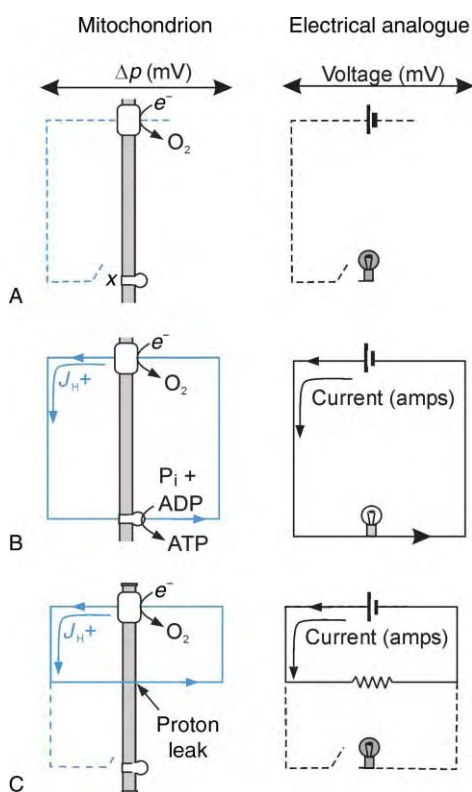 Mitochondrion
Electrical analogue
Δp (mV)
Voltage (mV)
e⁻
O₂
x
A
e⁻
O₂
J_H+
Current (amps)
P_i +
ADP
ATP
B
e⁻
O₂
J_H+
Current (amps)
Proton
leak
C